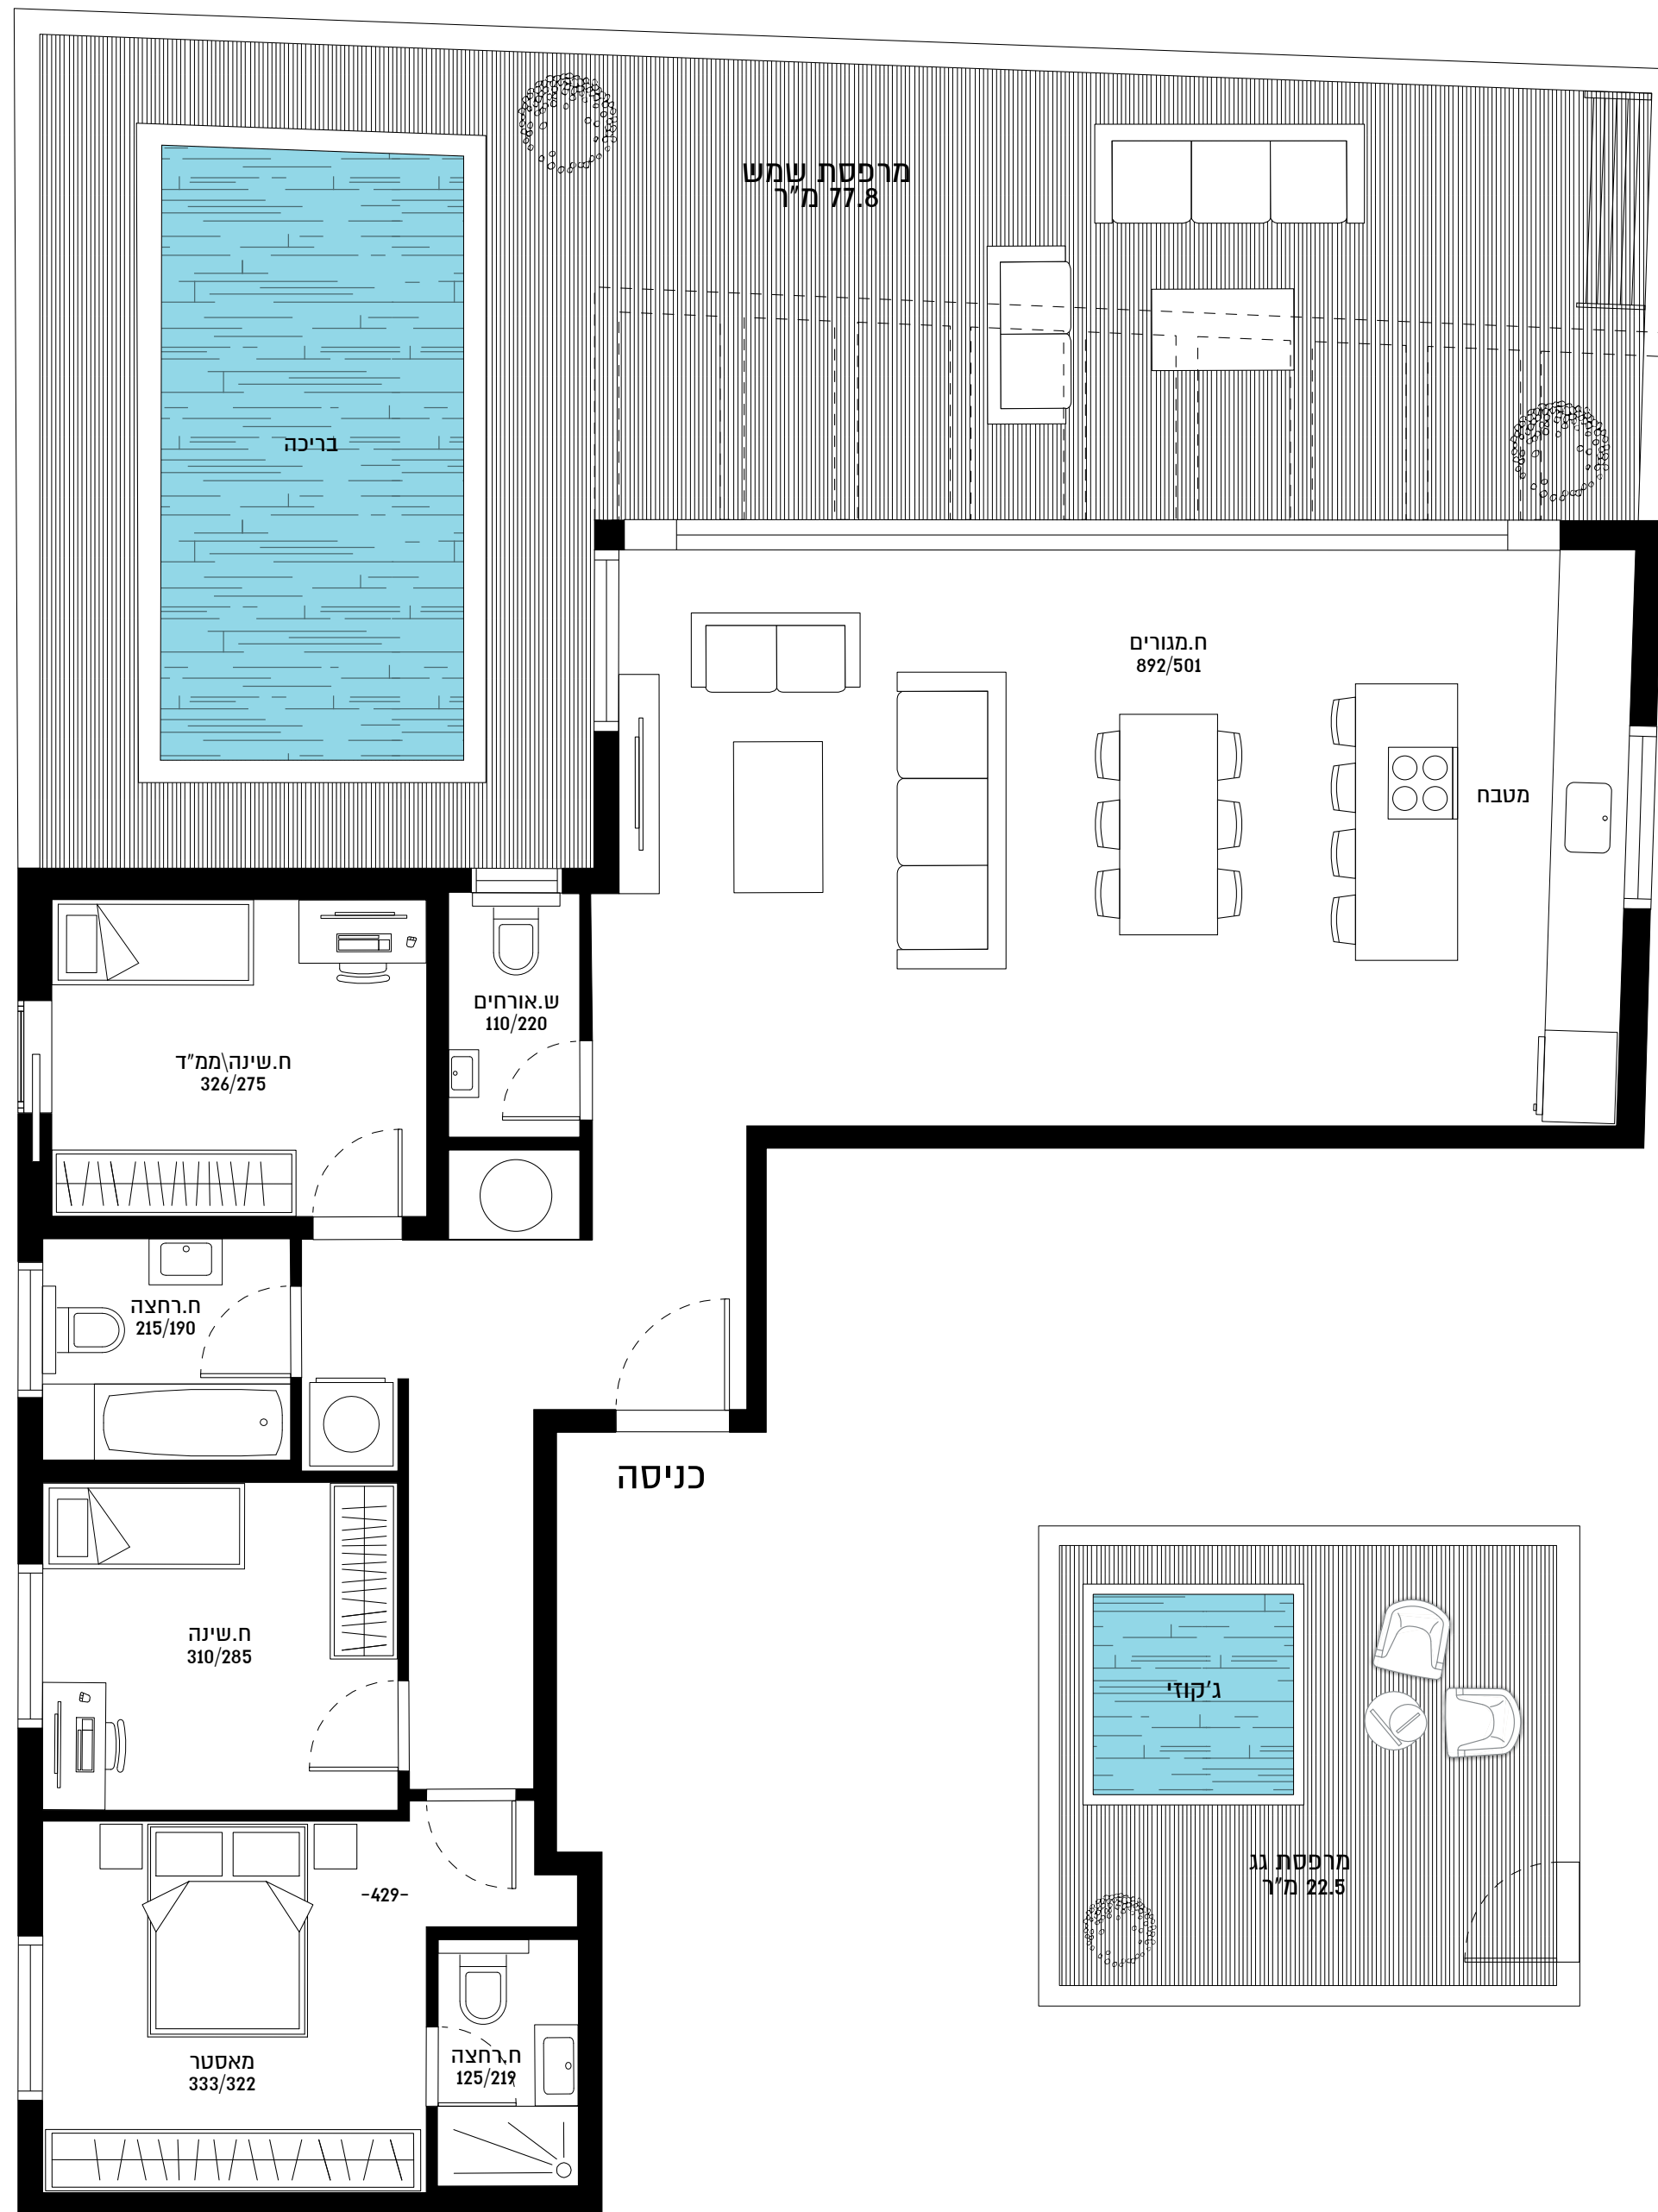 מרפסת שמש
77.8 מ"ר
בריכה
ח.מגורים
892/501
מטבח
ש.אורחים
110/220
ח.שינה\ממ"ד
326/275
ח.רחצה
215/190
כניסה
ח.שינה
310/285
ג'קוזי
מרפסת גג
22.5 מ"ר
-429-
מאסטר
333/322
ח.רחצה
125/219